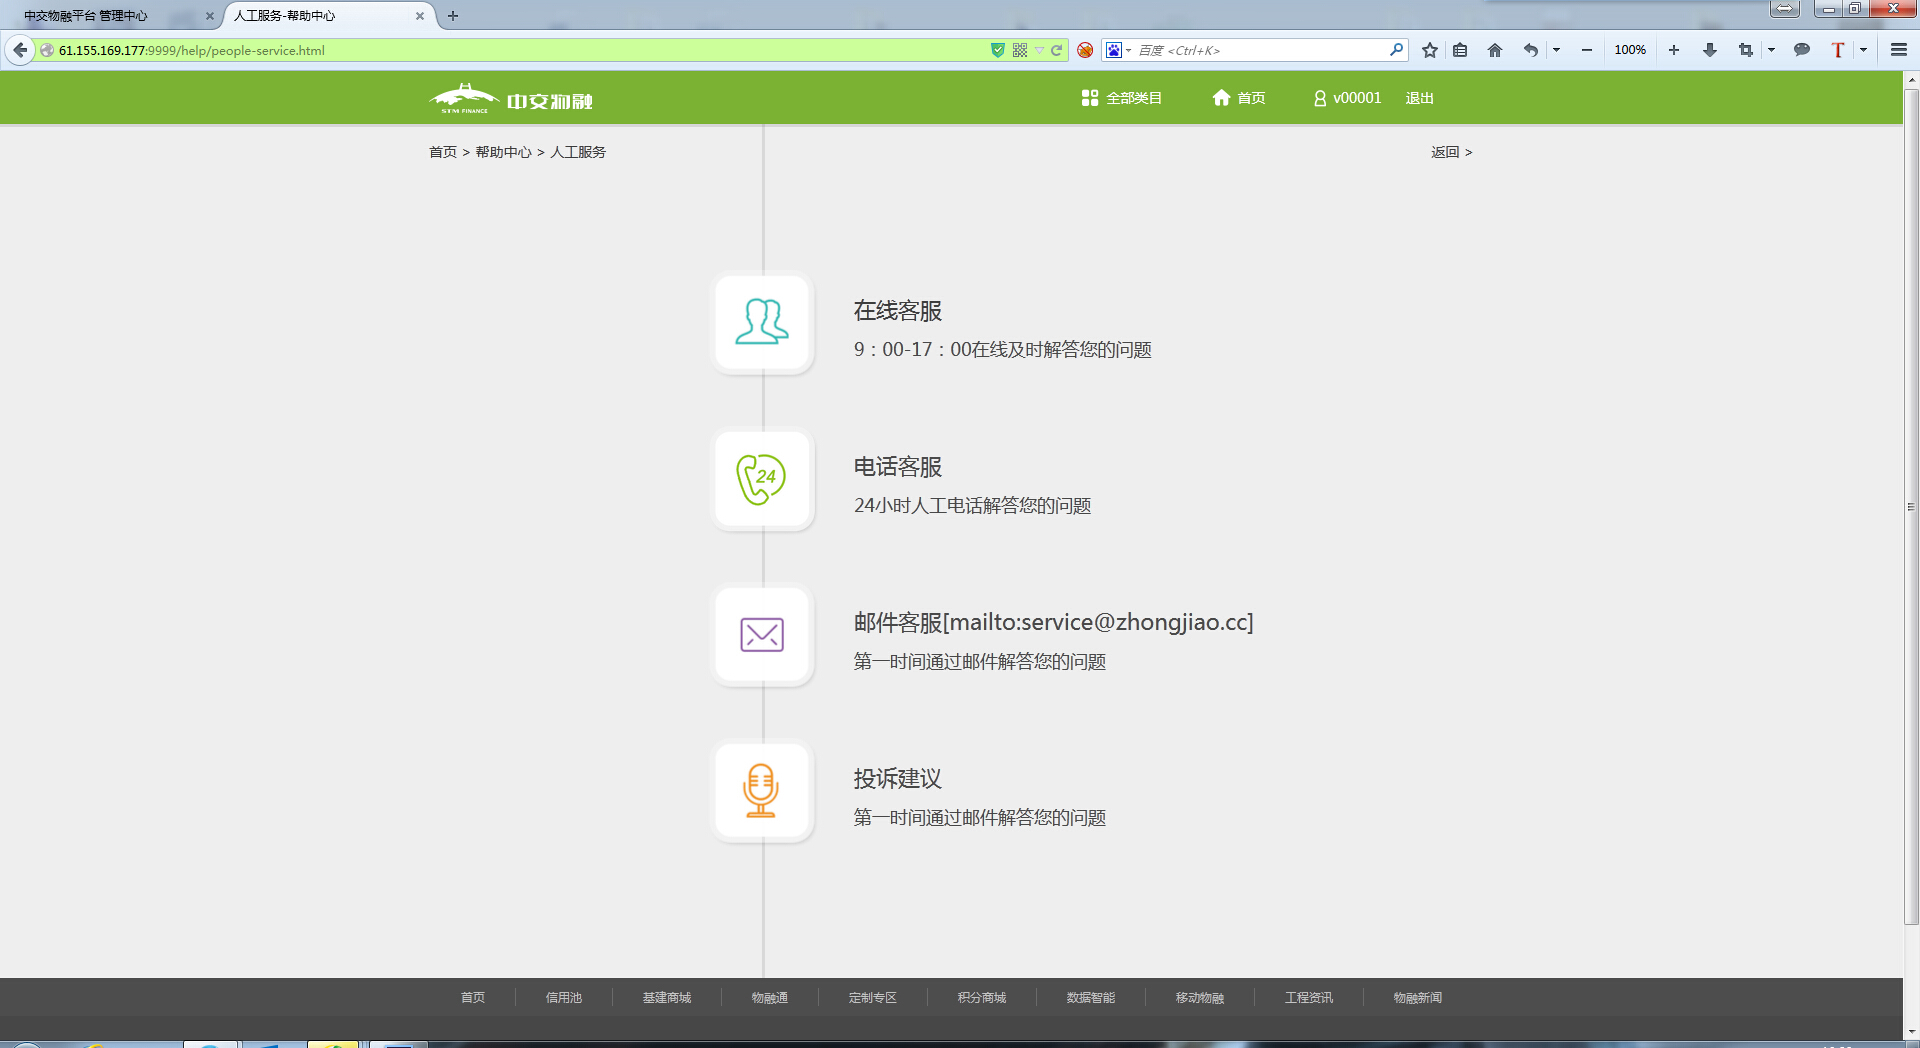 中交物融平台 管理中心
人工服务-帮助中心
61.155.169.177:9999/help/people-service.html
百度 <Ctrl+K>
100%
STM FINANCE
中交物融
全部类目
首页
v00001
退出
首页 > 帮助中心 > 人工服务
返回 >
在线客服
9：00-17：00在线及时解答您的问题
24
电话客服
24小时人工电话解答您的问题
邮件客服[mailto:service@zhongjiao.cc]
第一时间通过邮件解答您的问题
投诉建议
第一时间通过邮件解答您的问题
首页
信用池
基建商城
物融通
定制专区
积分商城
数据智能
移动物融
工程资讯
物融新闻